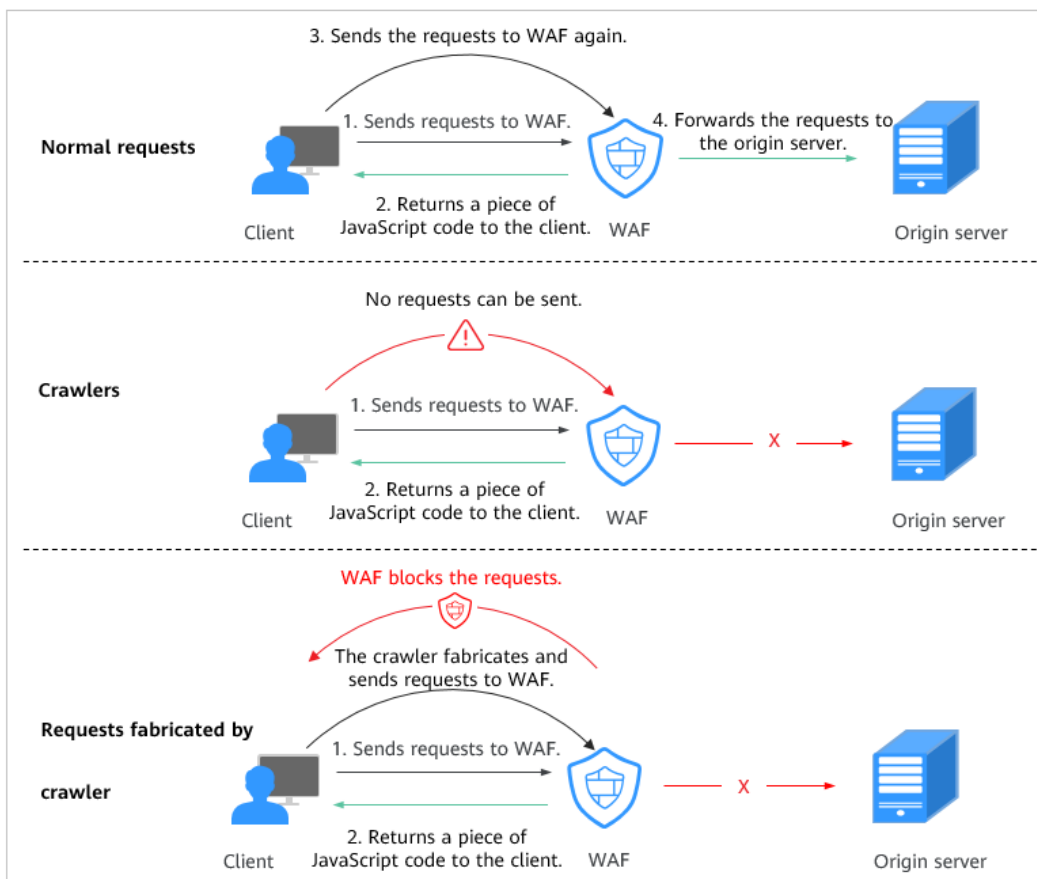 3. Sends the requests to WAF again.
Normal requests
1. Sends requests to WAF.
4. Forwards the requests to
the origin server.
2. Returns a piece of
JavaScript code to the client.
Client
WAF
Origin server
No requests can be sent.
Crawlers
1. Sends requests to WAF.
X
2. Returns a piece of
JavaScript code to the client.
Client
WAF
Origin server
WAF blocks the requests.
The crawler fabricates and
sends requests to WAF.
Requests fabricated by
crawler
1. Sends requests to WAF.
X
2. Returns a piece of
JavaScript code to the client.
Client
WAF
Origin server